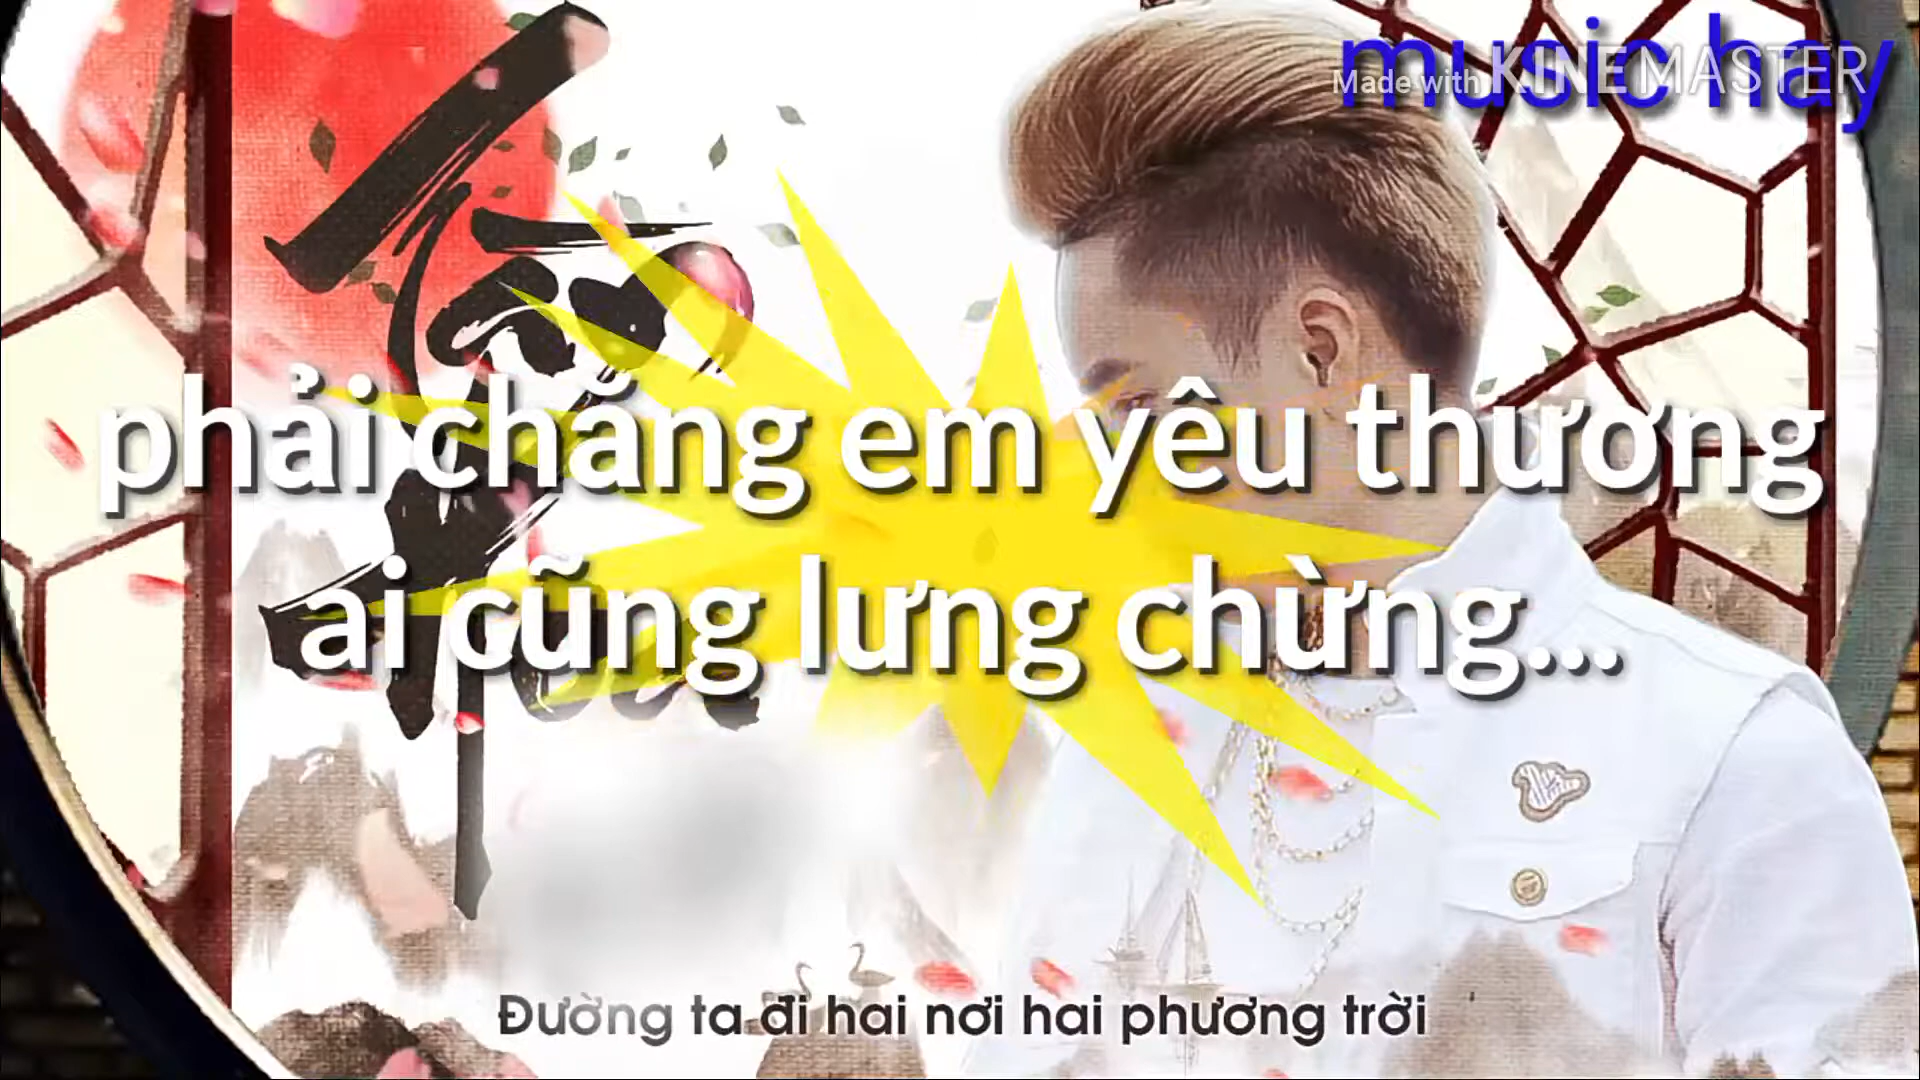 music hay
Made with KINEMASTER
phải chăng em yêu thương
ai cũng lưng chừng...
Đường ta đi hai nơi hai phương trời